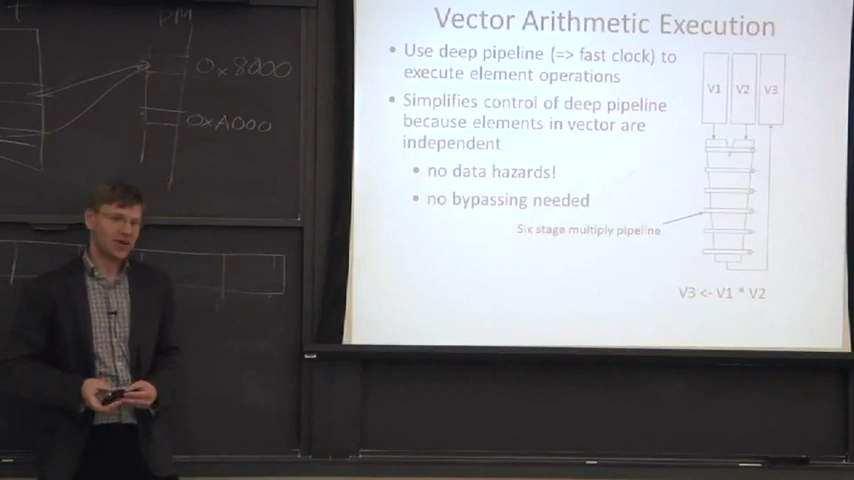 t
PM
0x8000
0xA000
Vector Arithmetic Execution
• Use deep pipeline (=> fast clock) to
execute element operations
• Simplifies control of deep pipeline
because elements in vector are
independent
• no data hazards!
• no bypassing needed
V1 V2 V3
Six stage multiply pipeline
V3 <- V1 * V2